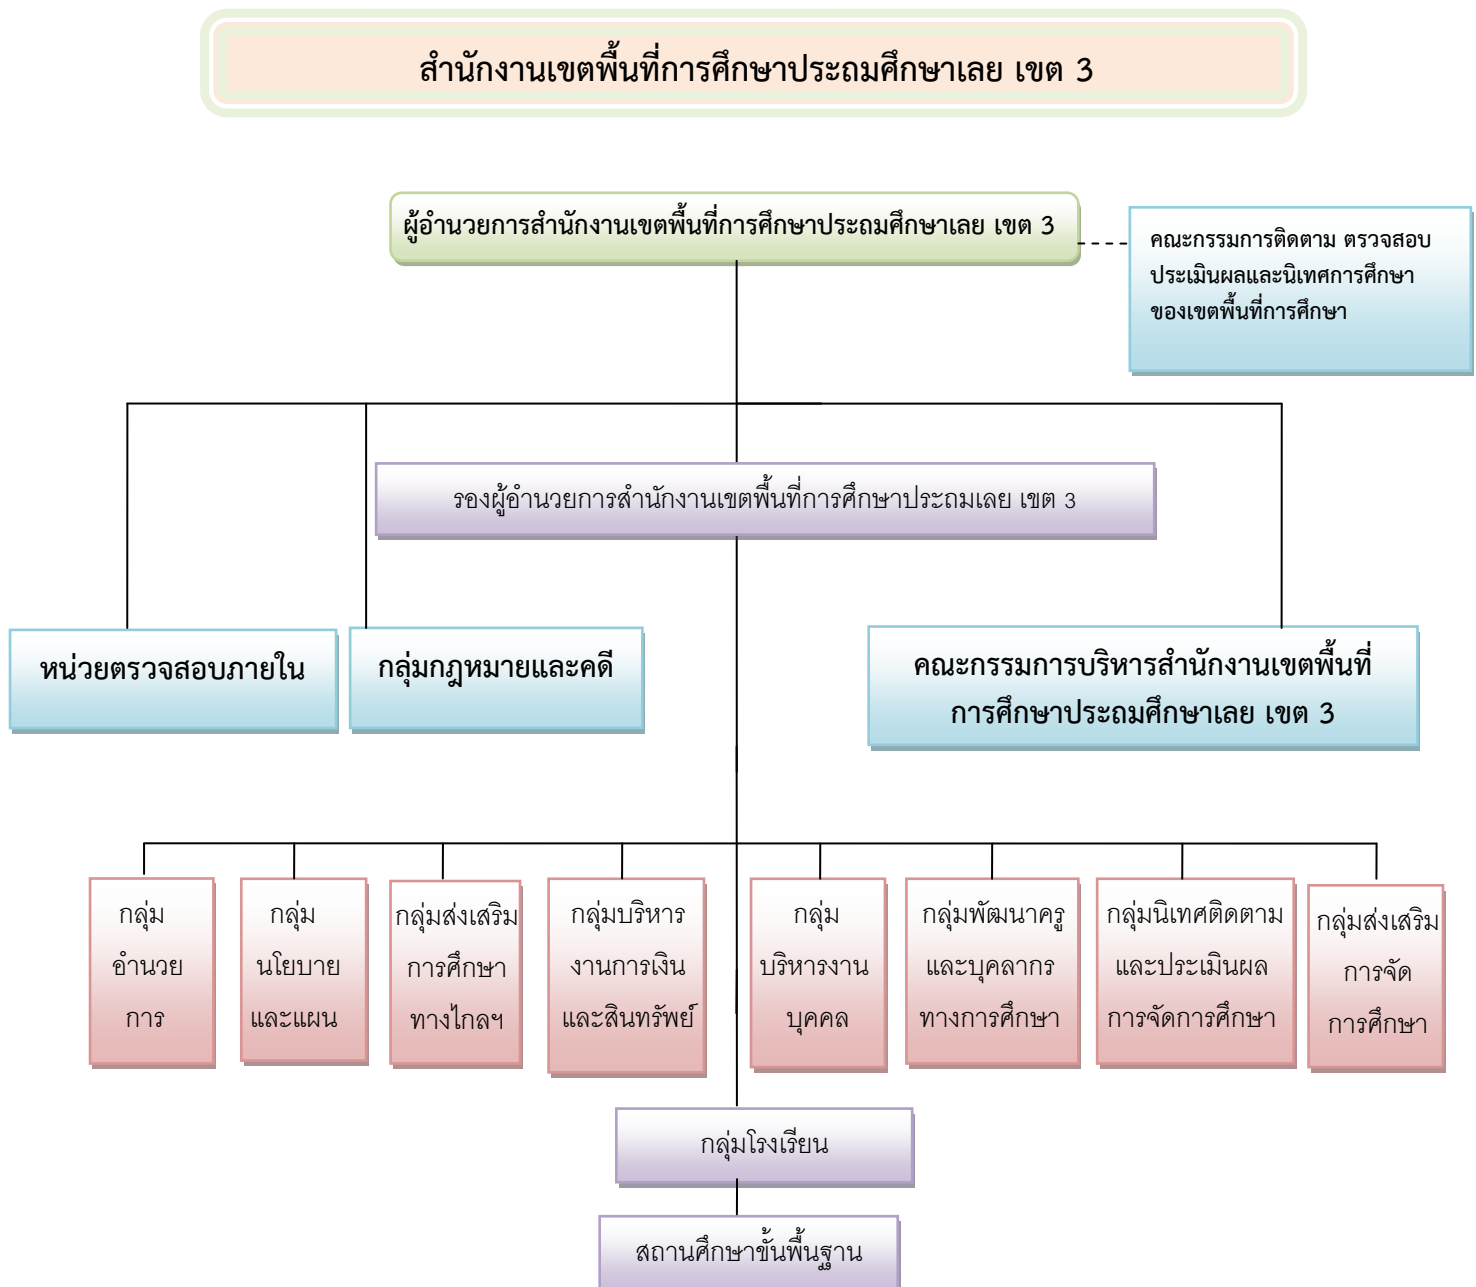 สำนักงานเขตพื้นที่การศึกษาประถมศึกษาเลย เขต 3
ผู้อำนวยการสำนักงานเขตพื้นที่การศึกษาประถมศึกษาเลย เขต 3
คณะกรรมการติดตาม ตรวจสอบ
ประเมินผลและนิเทศการศึกษา
ของเขตพื้นที่การศึกษา
รองผู้อำนวยการสำนักงานเขตพื้นที่การศึกษาประถมเลย เขต 3
หน่วยตรวจสอบภายใน
กลุ่มกฎหมายและคดี
คณะกรรมการบริหารสำนักงานเขตพื้นที่
การศึกษาประถมศึกษาเลย เขต 3
กลุ่ม
อำนวย
การ
กลุ่ม
นโยบาย
และแผน
กลุ่มส่งเสริม
การศึกษา
ทางไกลฯ
กลุ่มบริหาร
งานการเงิน
และสินทรัพย์
กลุ่ม
บริหารงาน
บุคคล
กลุ่มพัฒนาครู
และบุคลากร
ทางการศึกษา
กลุ่มนิเทศติดตาม
และประเมินผล
การจัดการศึกษา
กลุ่มส่งเสริม
การจัด
การศึกษา
กลุ่มโรงเรียน
สถานศึกษาขั้นพื้นฐาน